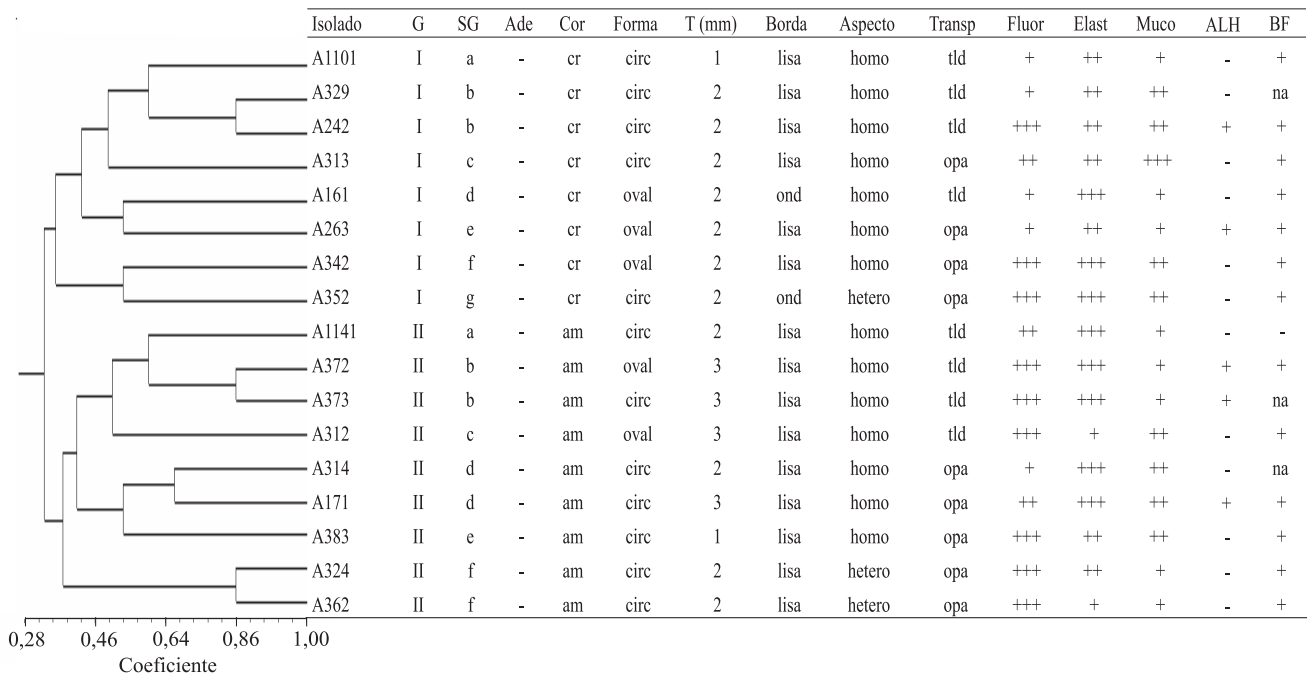 Isolado G SG Ade Cor Forma T (mm) Borda Aspecto Transp Fluor Elast Muco ALH BF
A1101 I a - cr circ 1 lisa homo tld + ++ + - +
A329 I b - cr circ 2 lisa homo tld + ++ ++ - na
A242 I b - cr circ 2 lisa homo tld +++ ++ ++ + +
A313 I c - cr circ 2 lisa homo opa ++ ++ +++ - +
A161 I d - cr oval 2 ond homo tld + +++ + - +
A263 I e - cr oval 2 lisa homo opa + ++ + + +
A342 I f - cr oval 2 lisa homo opa +++ +++ ++ - +
A352 I g - cr circ 2 ond hetero opa +++ +++ ++ - +
A1141 II a - am circ 2 lisa homo tld ++ +++ + - -
A372 II b - am oval 3 lisa homo tld +++ +++ + + +
A373 II b - am circ 3 lisa homo tld +++ +++ + + na
A312 II c - am oval 3 lisa homo tld +++ + ++ - +
A314 II d - am circ 2 lisa homo opa + +++ ++ - na
A171 II d - am circ 3 lisa homo opa ++ +++ ++ + +
A383 II e - am circ 1 lisa homo opa +++ ++ ++ - +
A324 II f - am circ 2 lisa hetero opa +++ ++ + - +
A362 II f - am circ 2 lisa hetero opa +++ + + - +
0,28 0,46 0,64 0,86 1,00
Coeficiente